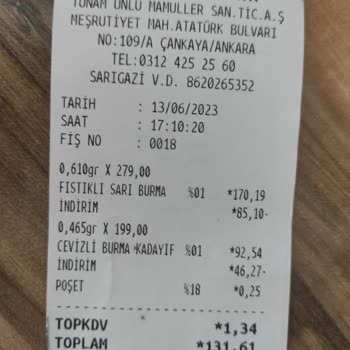 TUNAM UNLU MAMULLER SAN.TİC.A.Ş
MEŞRUTİYET MAH.ATATÜRK BULVARI
NO:109/A ÇANKAYA/ANKARA
TEL:0312 425 25 60
SARIGAZİ V.D. 8620265352
TARİH : 13/06/2023
SAAT : 17:10:20
FİŞ NO : 0018
0,610gr X 279,00
FISTIKLI SARI BURMA %01 *170,19
İNDİRİM *85,10-
0,465gr X 199,00
CEVİZLİ BURMA+KADAYIF %01 *92,54
İNDİRİM *46,27-
POŞET %18 *0,25
TOPKDV *1,34
TOPLAM *131,61